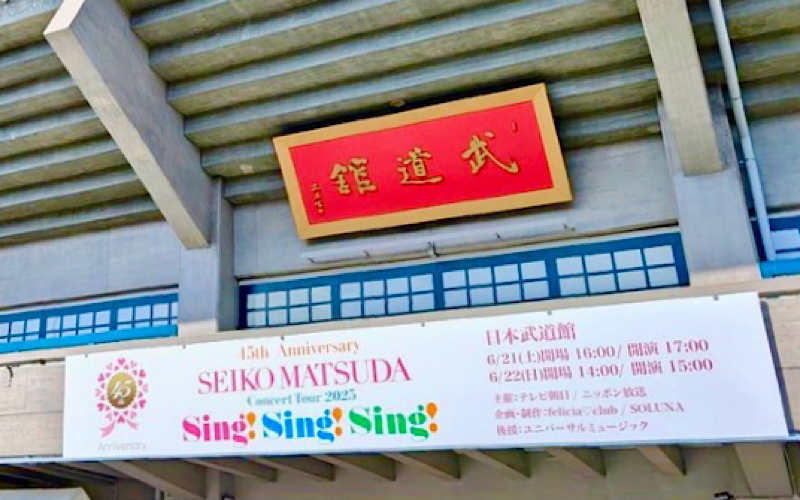 武道館
45th Anniversary
SEIKO MATSUDA
Concert Tour 2025
Sing! Sing! Sing!
45
Anniversary
日本武道館
6/21(土)開場 16:00/ 開演 17:00
6/22(日)開場 14:00/ 開演 15:00
主催:テレビ朝日 / ニッポン放送
企画・制作:felicia♡club / SOLUNA
後援:ユニバーサルミュージック